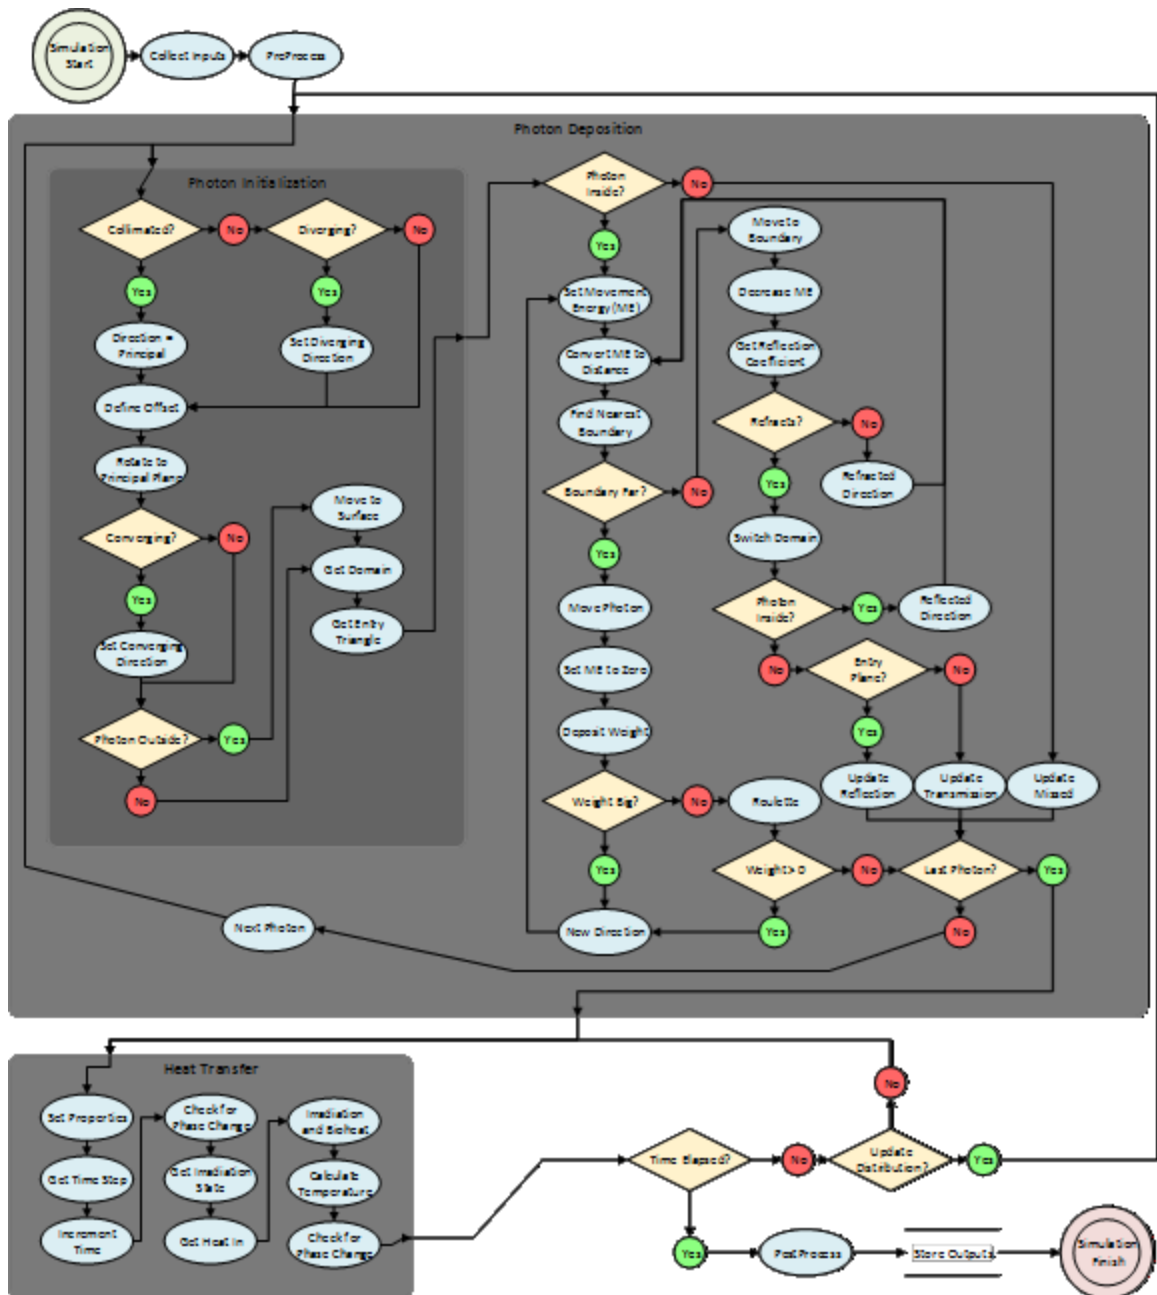 Simulation
Start
Collect Inputs
PreProcess
Photon Deposition
Photon Initialization
Collimated?
No
Diverging?
No
Yes
Yes
Direction =
Principal
Set Diverging
Direction
Define Offset
Rotate to
Principal Plane
Converging?
No
Yes
Set Converging
Direction
Photon Outside?
Yes
No
Move to
Surface
Get Domain
Get Entry
Triangle
Next Photon
Photon
Inside?
No
Yes
Set Movement
Energy (ME)
Convert ME to
Distance
Find Nearest
Boundary
Boundary Far?
No
Yes
Move Photon
Set ME to Zero
Deposit Weight
Weight Big?
No
Yes
New Direction
Move to
Boundary
Decrease ME
Get Reflection
Coefficient
Refracts?
No
Refracted
Direction
Yes
Switch Domain
Photon
Inside?
Yes
Reflected
Direction
No
Entry
Plane?
No
Yes
Update
Reflection
Update
Transmission
Update
Missed
Roulette
Weight > 0
No
Yes
Last Photon?
Yes
No
Heat Transfer
Set Properties
Get Time Step
Increment
Time
Check for
Phase Change
Get Irradiation
State
Get Heat In
Irradiation
and Bioheat
Calculate
Temperature
Check for
Phase Change
Time Elapsed?
No
Update
Distribution?
No
Yes
Yes
PostProcess
Store Outputs
Simulation
Finish